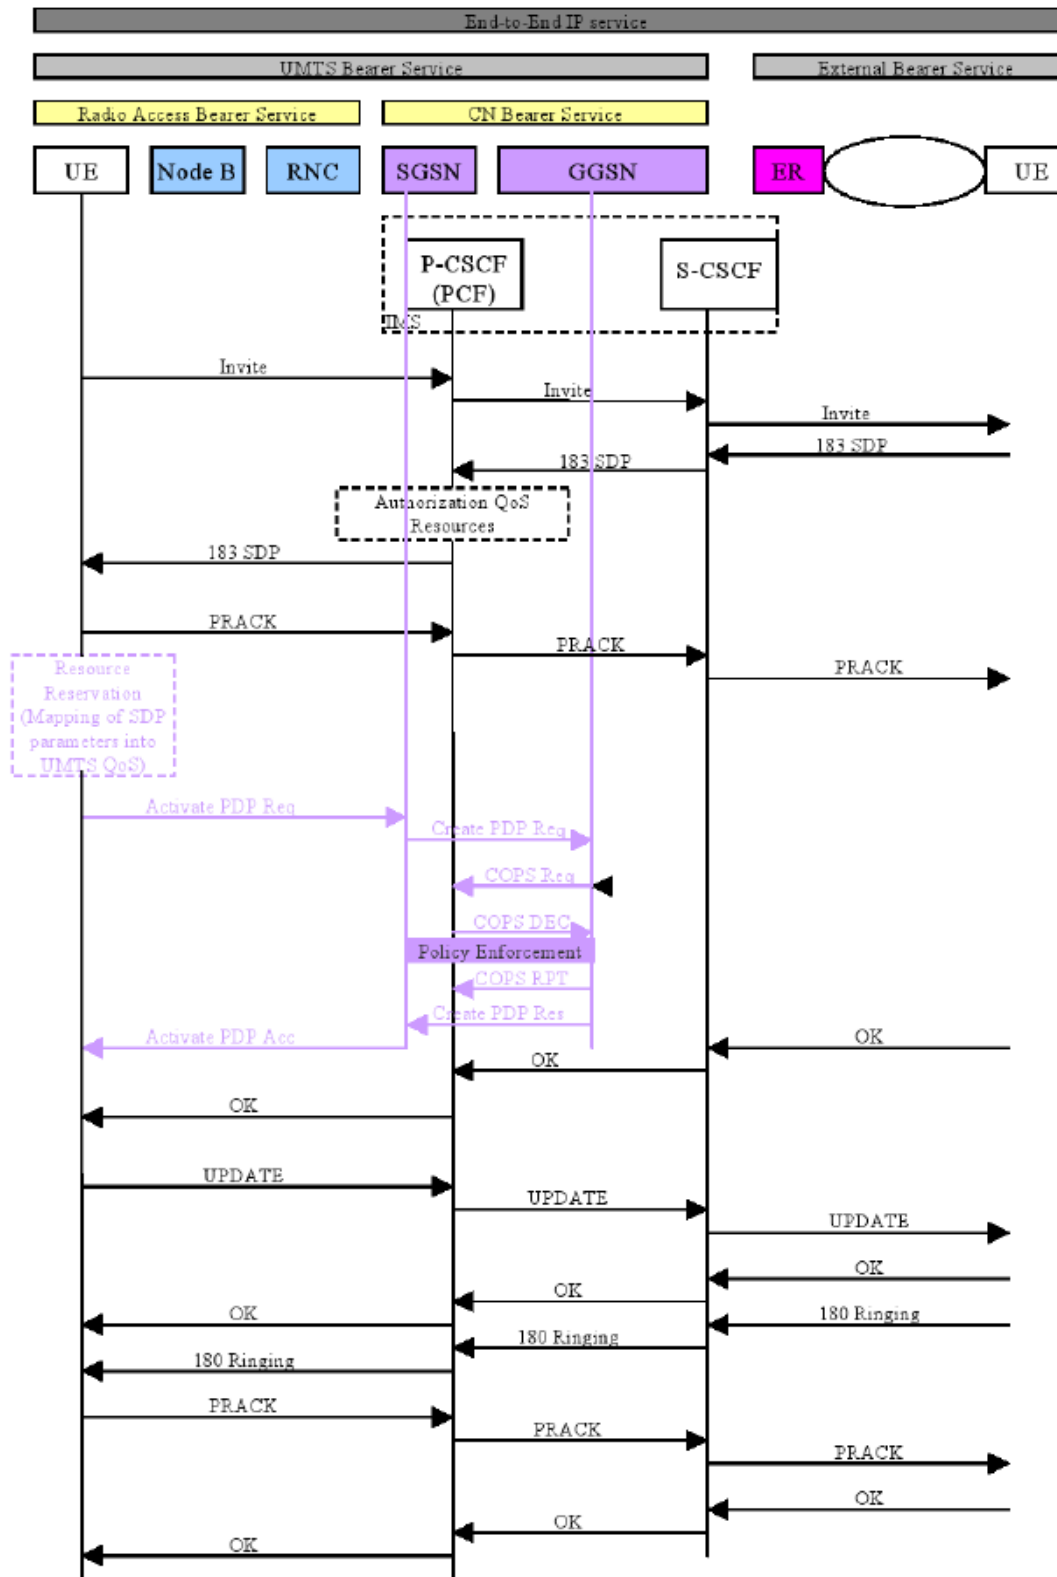 End-to-End IP service
UMTS Bearer Service
External Bearer Service
Radio Access Bearer Service
CN Bearer Service
UE
Node B
RNC
SGSN
GGSN
ER
UE
P-CSCF
(PCF)
S-CSCF
IMS
Invite
Invite
Invite
183 SDP
183 SDP
Authorization QoS
Resources
183 SDP
PRACK
PRACK
PRACK
Resource
Reservation
(Mapping of SDP
parameters into
UMTS QoS)
Activate PDP Req
Create PDP Req
COPS Req
COPS DEC
Policy Enforcement
COPS RPT
Create PDP Res
Activate PDP Acc
OK
OK
OK
UPDATE
UPDATE
UPDATE
OK
OK
OK
180 Ringing
180 Ringing
180 Ringing
PRACK
PRACK
PRACK
OK
OK
OK